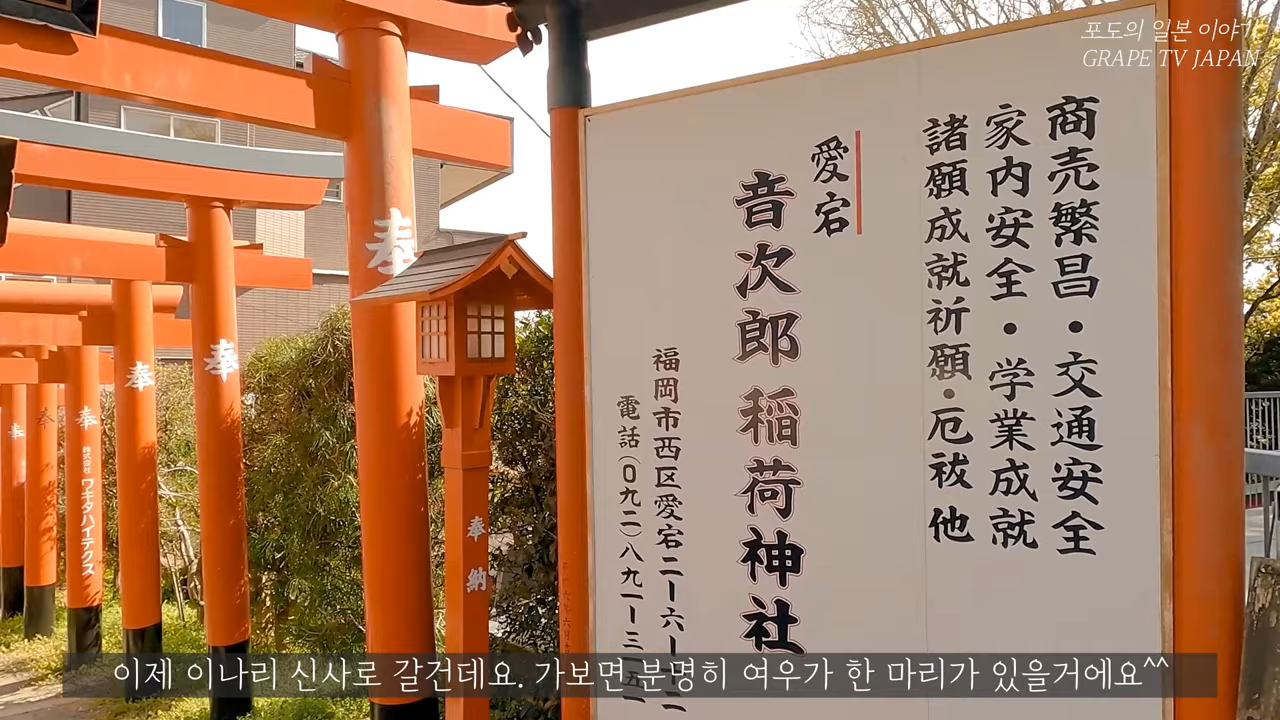 포도의 일본 이야기
GRAPE TV JAPAN
商売繁昌・交通安全
家内安全・学業成就
諸願成就祈願・厄祓他
愛宕
音次郎稲荷神社
福岡市西区愛宕二ー六ー
電話(〇九二)八九一ー三
奉
奉
奉
奉
奉
奉
株式会社
ワキタハイテクス
奉納
이제 이나리 신사로 갈건데요. 가보면 분명히 여우가 한 마리가 있을거에요^^